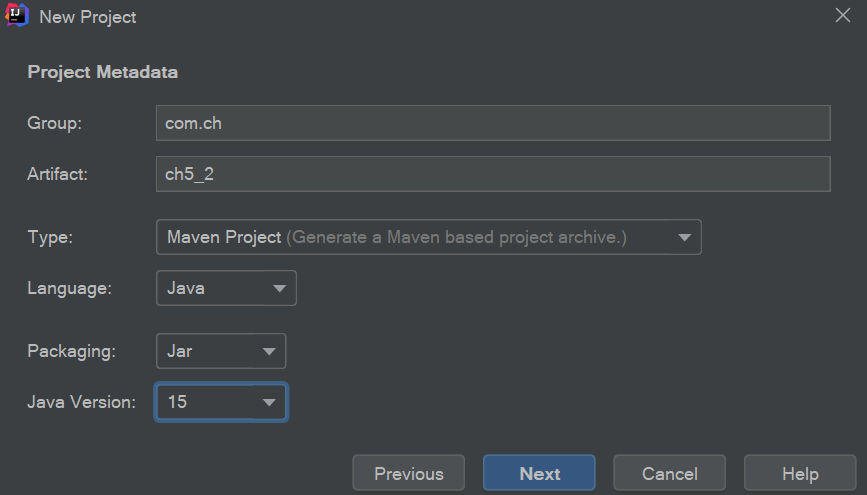 IJ New Project
Project Metadata
Group: com.ch
Artifact: ch5_2
Type: Maven Project (Generate a Maven based project archive.)
Language: Java
Packaging: Jar
Java Version: 15
Previous Next Cancel Help